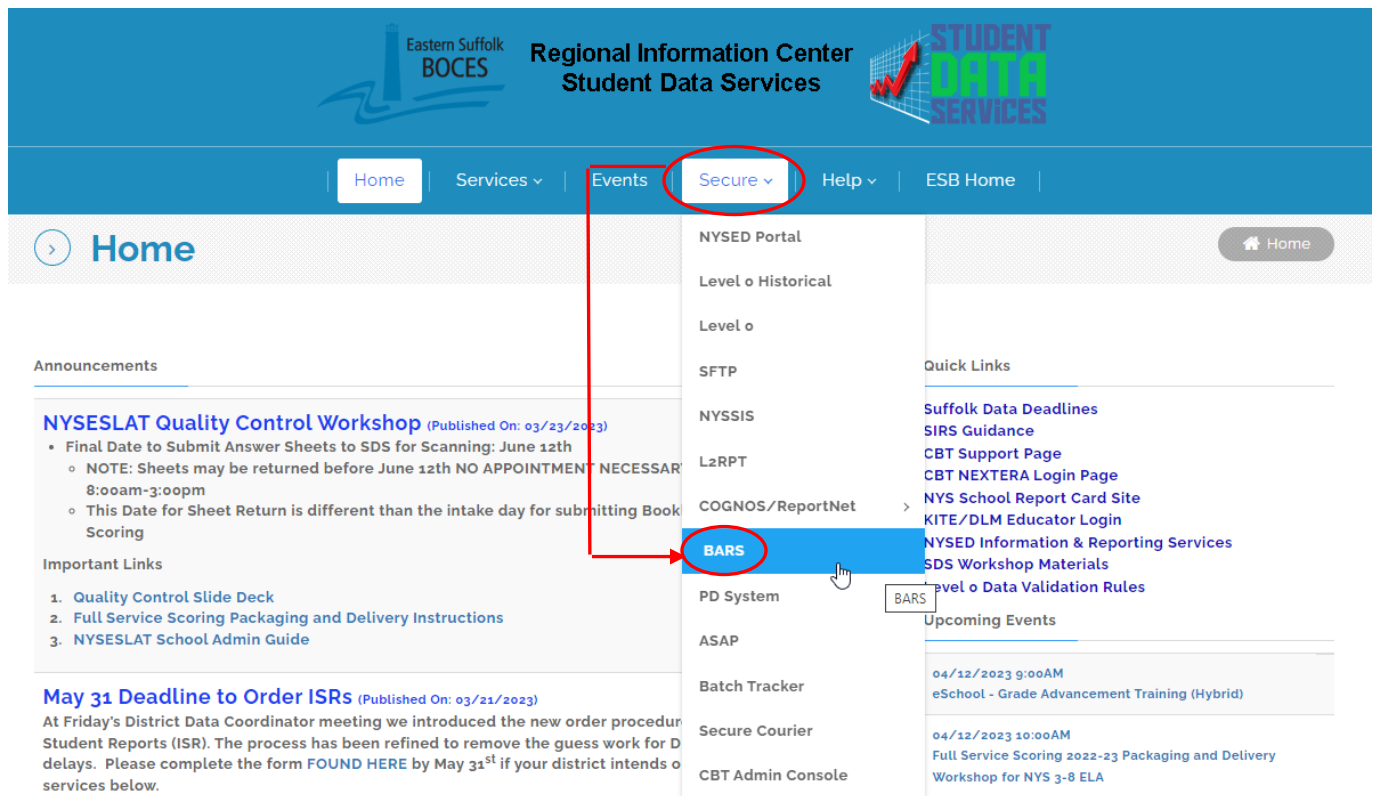 Eastern Suffolk
BOCES
Regional Information Center
Student Data Services
STUDENT
DATA
SERVICES
Home
Services
Events
Secure
Help
ESB Home
Home
Home
NYSED Portal
Level 0 Historical
Level 0
SFTP
NYSSIS
L2RPT
COGNOS/ReportNet
BARS
BARS
PD System
ASAP
Batch Tracker
Secure Courier
CBT Admin Console
Announcements
NYSESLAT Quality Control Workshop (Published On: 03/23/2023)
• Final Date to Submit Answer Sheets to SDS for Scanning: June 12th
NOTE: Sheets may be returned before June 12th NO APPOINTMENT NECESSARY
8:00am-3:00pm
This Date for Sheet Return is different than the intake day for submitting Book
Scoring
Important Links
1. Quality Control Slide Deck
2. Full Service Scoring Packaging and Delivery Instructions
3. NYSESLAT School Admin Guide
May 31 Deadline to Order ISRs (Published On: 03/21/2023)
At Friday's District Data Coordinator meeting we introduced the new order procedur
Student Reports (ISR). The process has been refined to remove the guess work for D
delays. Please complete the form FOUND HERE by May 31st if your district intends o
services below.
Quick Links
Suffolk Data Deadlines
SIRS Guidance
CBT Support Page
CBT NEXTERA Login Page
NYS School Report Card Site
KITE/DLM Educator Login
NYSED Information & Reporting Services
SDS Workshop Materials
Level 0 Data Validation Rules
Upcoming Events
04/12/2023 9:00AM
eSchool - Grade Advancement Training (Hybrid)
04/12/2023 10:00AM
Full Service Scoring 2022-23 Packaging and Delivery
Workshop for NYS 3-8 ELA